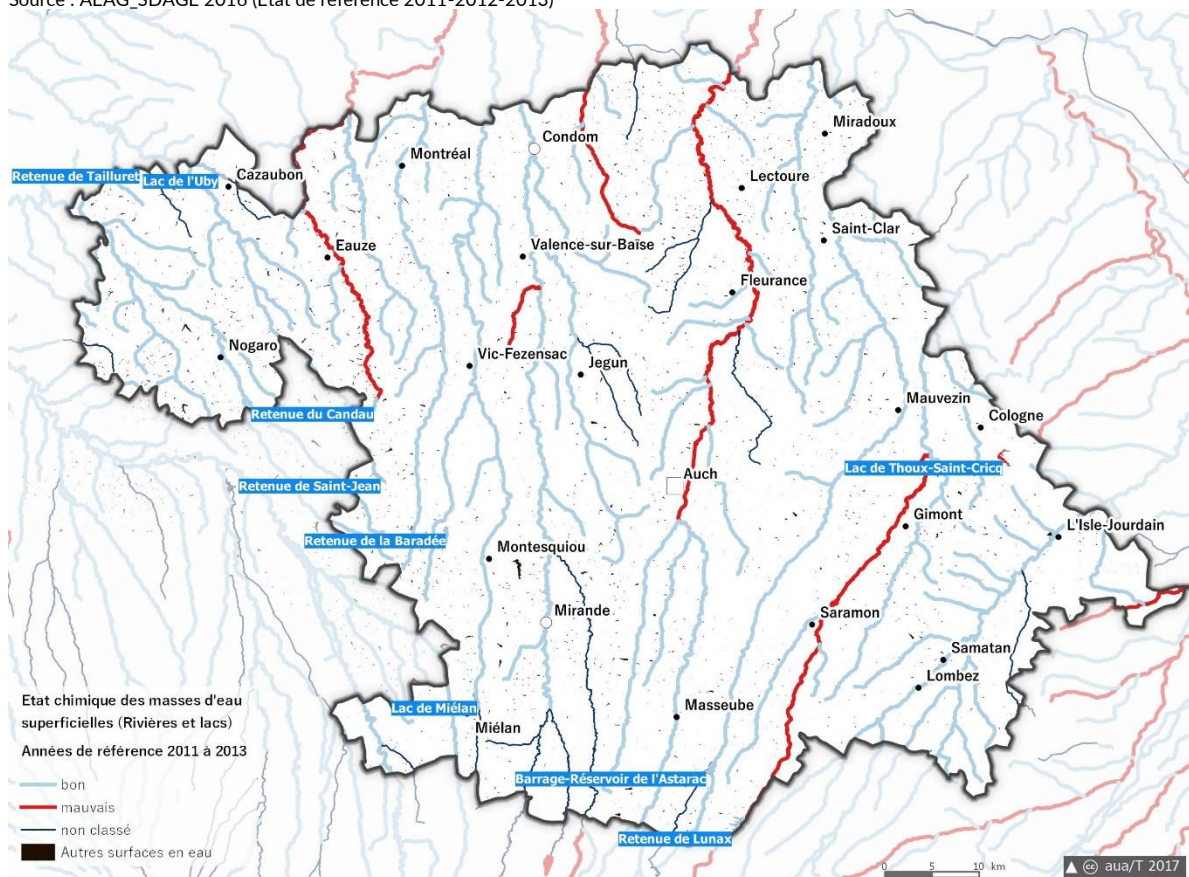 Source : AEAG_SDAGE 2016 (Etat de référence 2011-2012-2013)
Miradoux
Condom
Montréal
Retenue de Tailluret
Lac de l'Uby
Cazaubon
Lectoure
Saint-Clar
Eauze
Valence-sur-Baïse
Fleurance
Nogaro
Vic-Fezensac
Jegun
Retenue du Candau
Mauvezin
Cologne
Auch
Lac de Thoux-Saint-Cricq
Retenue de Saint-Jean
Gimont
L'Isle-Jourdain
Retenue de la Baradée
Montesquiou
Mirande
Saramon
Samatan
Lombez
Lac de Miélan
Masseube
Miélan
Barrage-Réservoir de l'Astarac
Retenue de Lunax
Etat chimique des masses d'eau
superficielles (Rivières et lacs)
Années de référence 2011 à 2013
bon
mauvais
non classé
Autres surfaces en eau
0 5 10 km
cc aua/T 2017